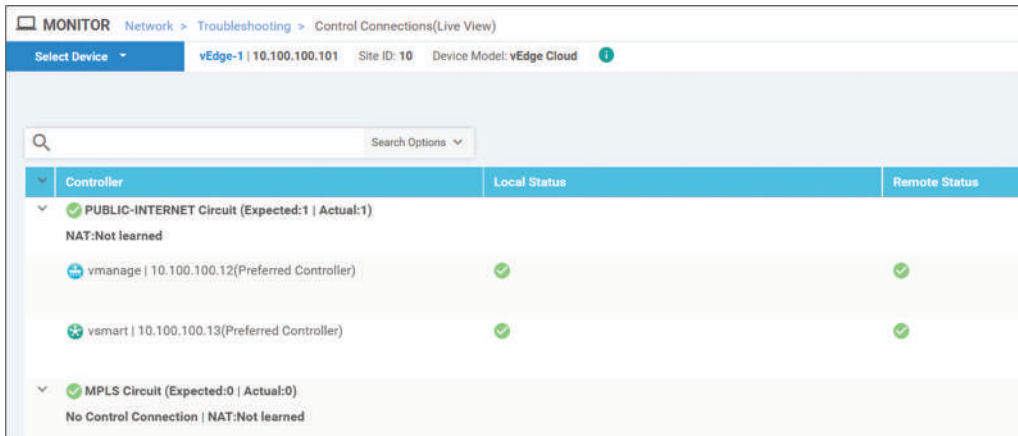 MONITOR Network > Troubleshooting > Control Connections(Live View)
Select Device vEdge-1 | 10.100.100.101 Site ID: 10 Device Model: vEdge Cloud i
Search Options
Controller Local Status Remote Status
PUBLIC-INTERNET Circuit (Expected:1 | Actual:1)
NAT:Not learned
vmanage | 10.100.100.12(Preferred Controller)
vsmart | 10.100.100.13(Preferred Controller)
MPLS Circuit (Expected:0 | Actual:0)
No Control Connection | NAT:Not learned